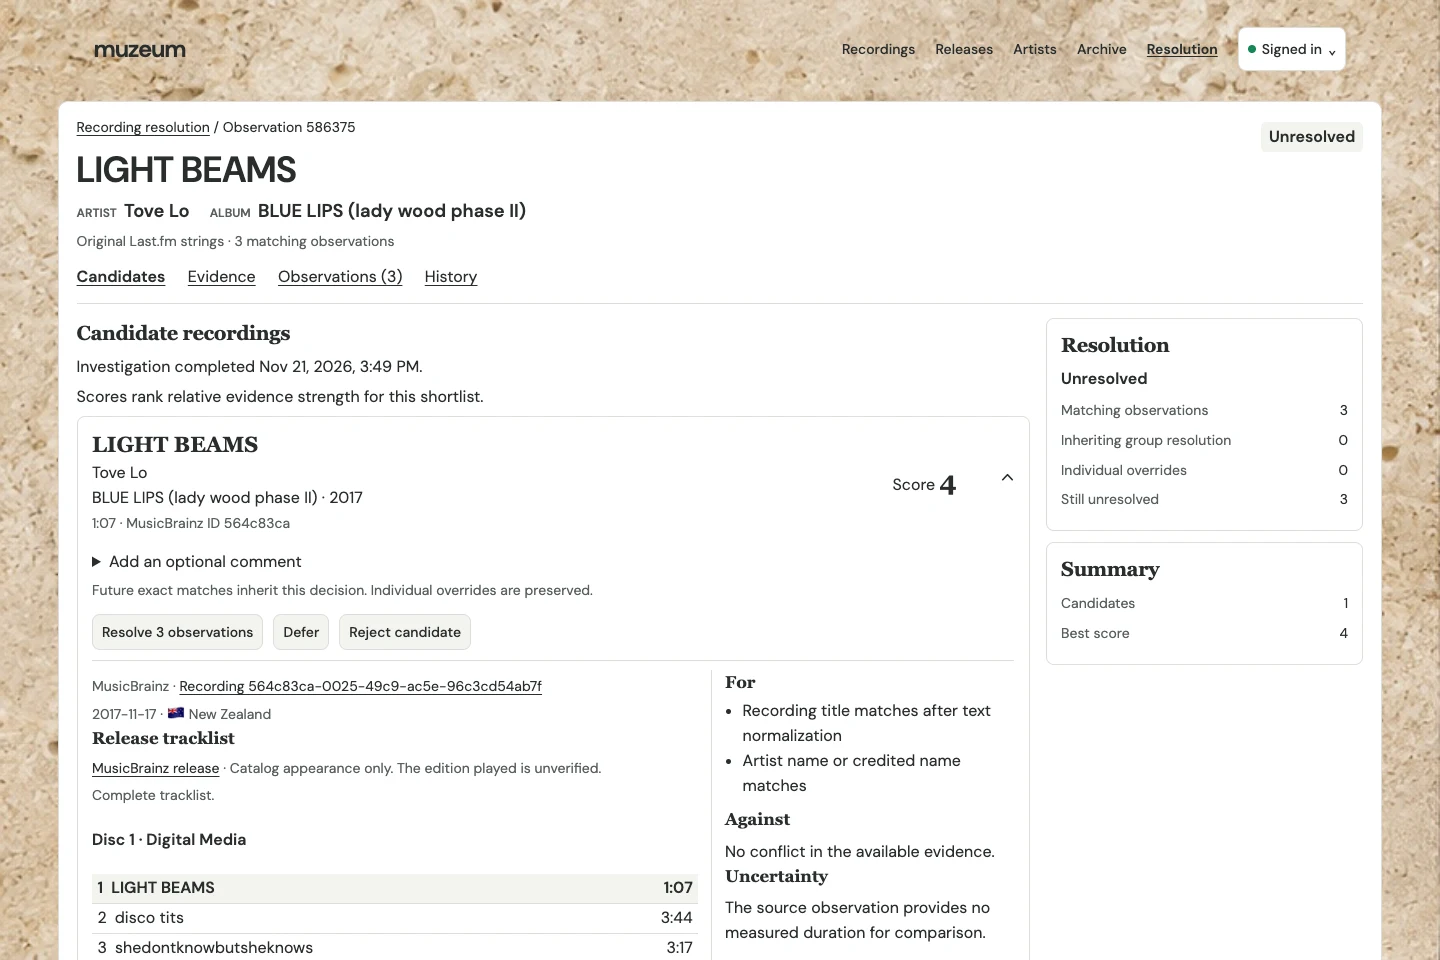 muzeum
Recordings Releases Artists Archive Resolution Signed in
Recording resolution / Observation 586375
Unresolved
LIGHT BEAMS
ARTIST Tove Lo ALBUM BLUE LIPS (lady wood phase II)
Original Last.fm strings · 3 matching observations
Candidates Evidence Observations (3) History
Candidate recordings
Investigation completed Nov 21, 2026, 3:49 PM.
Scores rank relative evidence strength for this shortlist.
LIGHT BEAMS
Tove Lo
BLUE LIPS (lady wood phase II) · 2017
1:07 · MusicBrainz ID 564c83ca
Score 4
Add an optional comment
Future exact matches inherit this decision. Individual overrides are preserved.
Resolve 3 observations Defer Reject candidate
MusicBrainz · Recording 564c83ca-0025-49c9-ac5e-96c3cd54ab7f
2017-11-17 · 🇳🇿 New Zealand
Release tracklist
MusicBrainz release · Catalog appearance only. The edition played is unverified.
Complete tracklist.
Disc 1 · Digital Media
1 LIGHT BEAMS 1:07
2 disco tits 3:44
3 shedontknowbutsheknows 3:17
For
• Recording title matches after text
normalization
• Artist name or credited name
matches
Against
No conflict in the available evidence.
Uncertainty
The source observation provides no
measured duration for comparison.
Resolution
Unresolved
Matching observations 3
Inheriting group resolution 0
Individual overrides 0
Still unresolved 3
Summary
Candidates 1
Best score 4